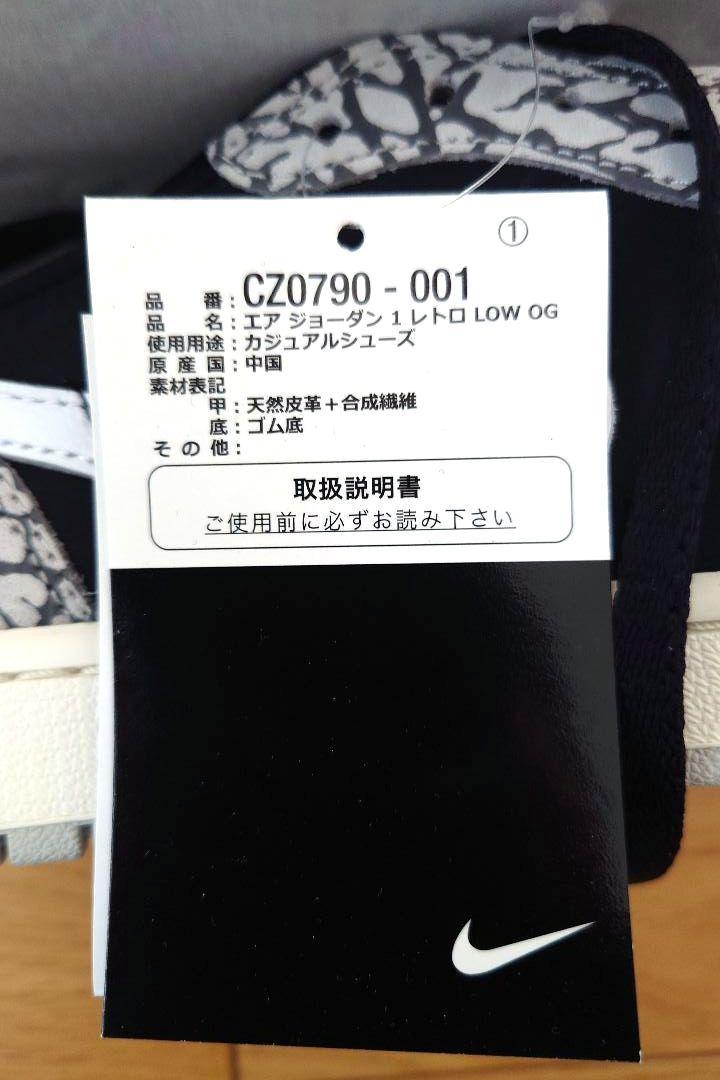 ①
品番：CZ0790 - 001
品名：エア ジョーダン 1 レトロ LOW OG
使用用途：カジュアルシューズ
原産国：中国
素材表記
甲：天然皮革＋合成繊維
底：ゴム底
その他：
取扱説明書
ご使用前に必ずお読み下さい